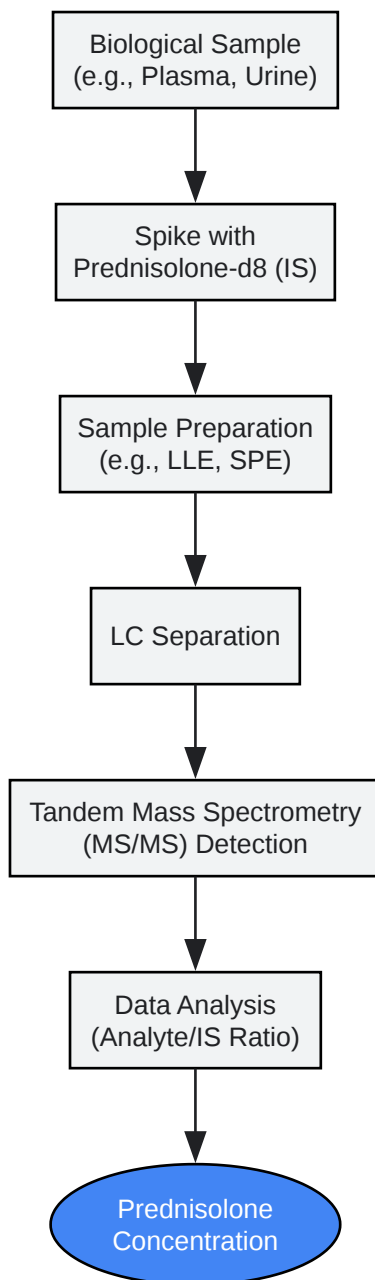 Biological Sample
(e.g., Plasma, Urine)
Spike with
Prednisolone-d8 (IS)
Sample Preparation
(e.g., LLE, SPE)
LC Separation
Tandem Mass Spectrometry
(MS/MS) Detection
Data Analysis
(Analyte/IS Ratio)
Prednisolone
Concentration